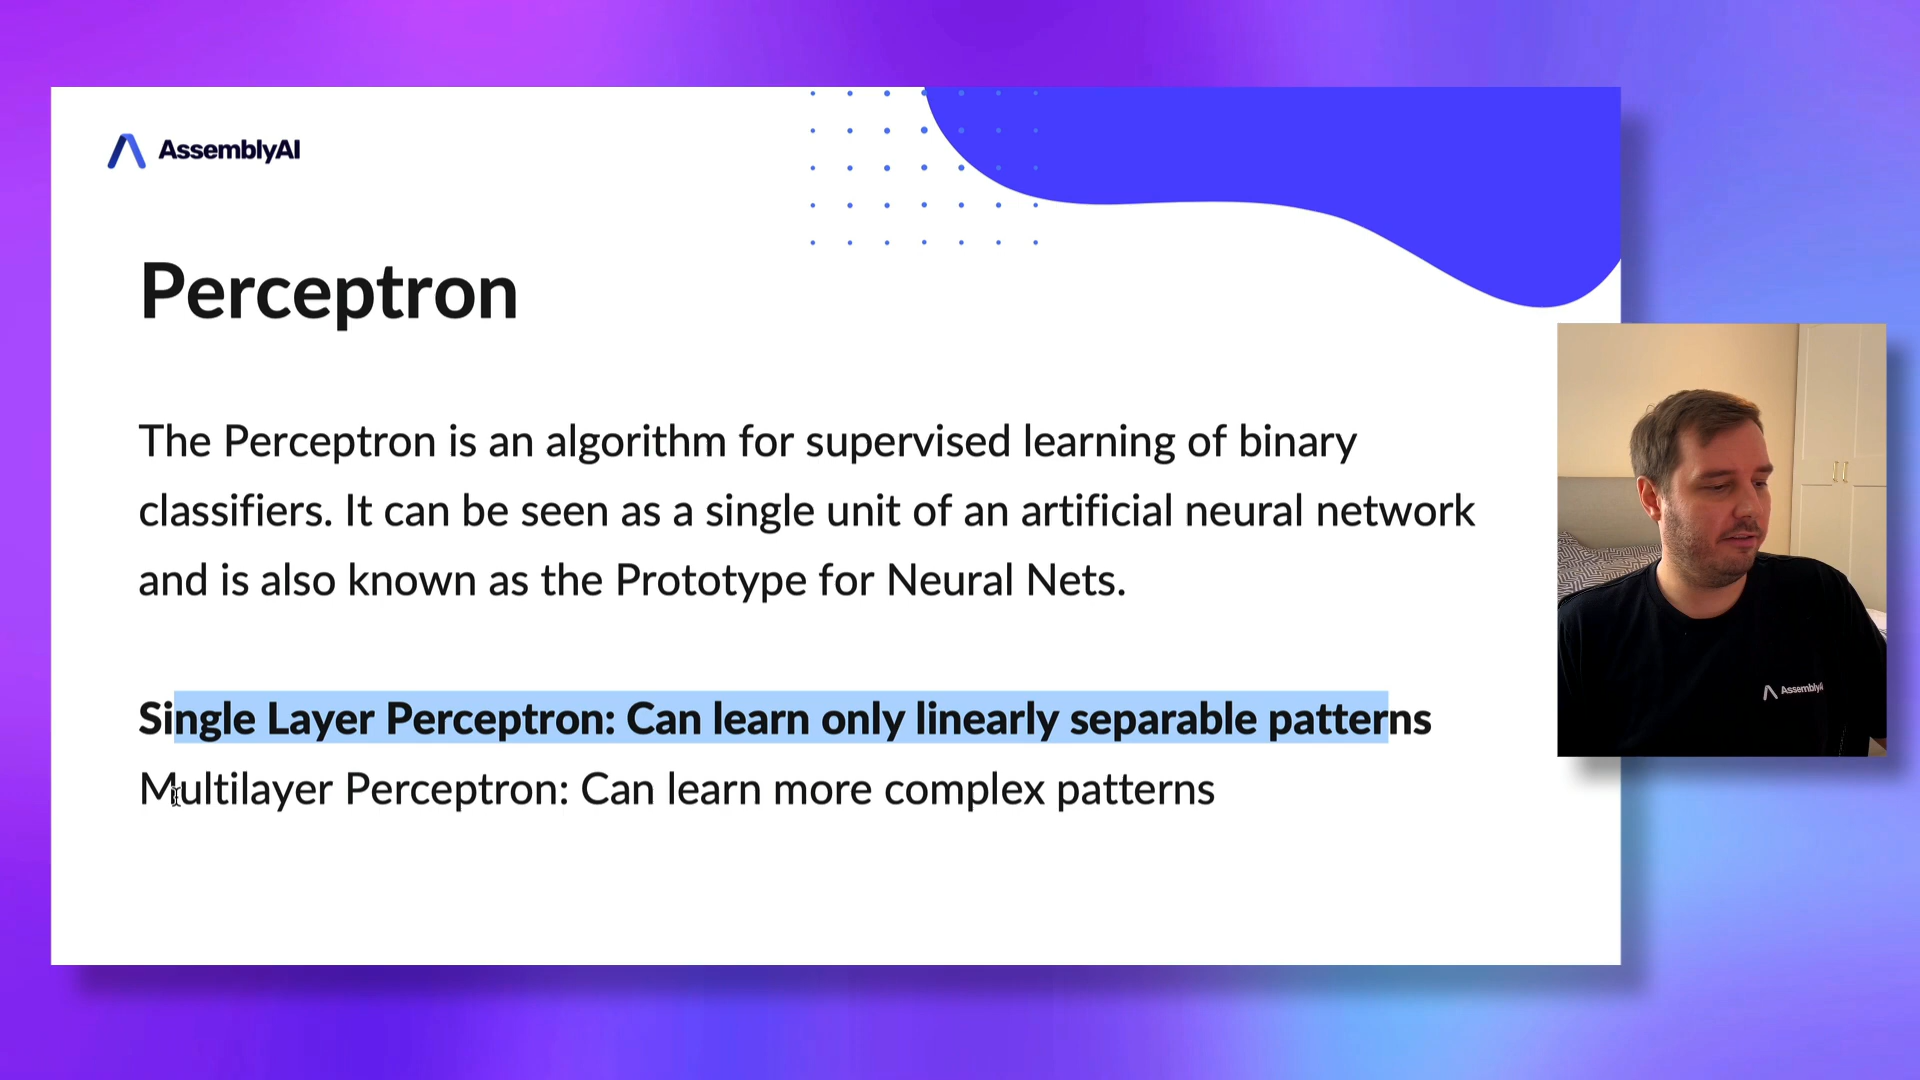 AssemblyAI
Perceptron
The Perceptron is an algorithm for supervised learning of binary
classifiers. It can be seen as a single unit of an artificial neural network
and is also known as the Prototype for Neural Nets.
Single Layer Perceptron: Can learn only linearly separable patterns
Multilayer Perceptron: Can learn more complex patterns
AssemblyAI